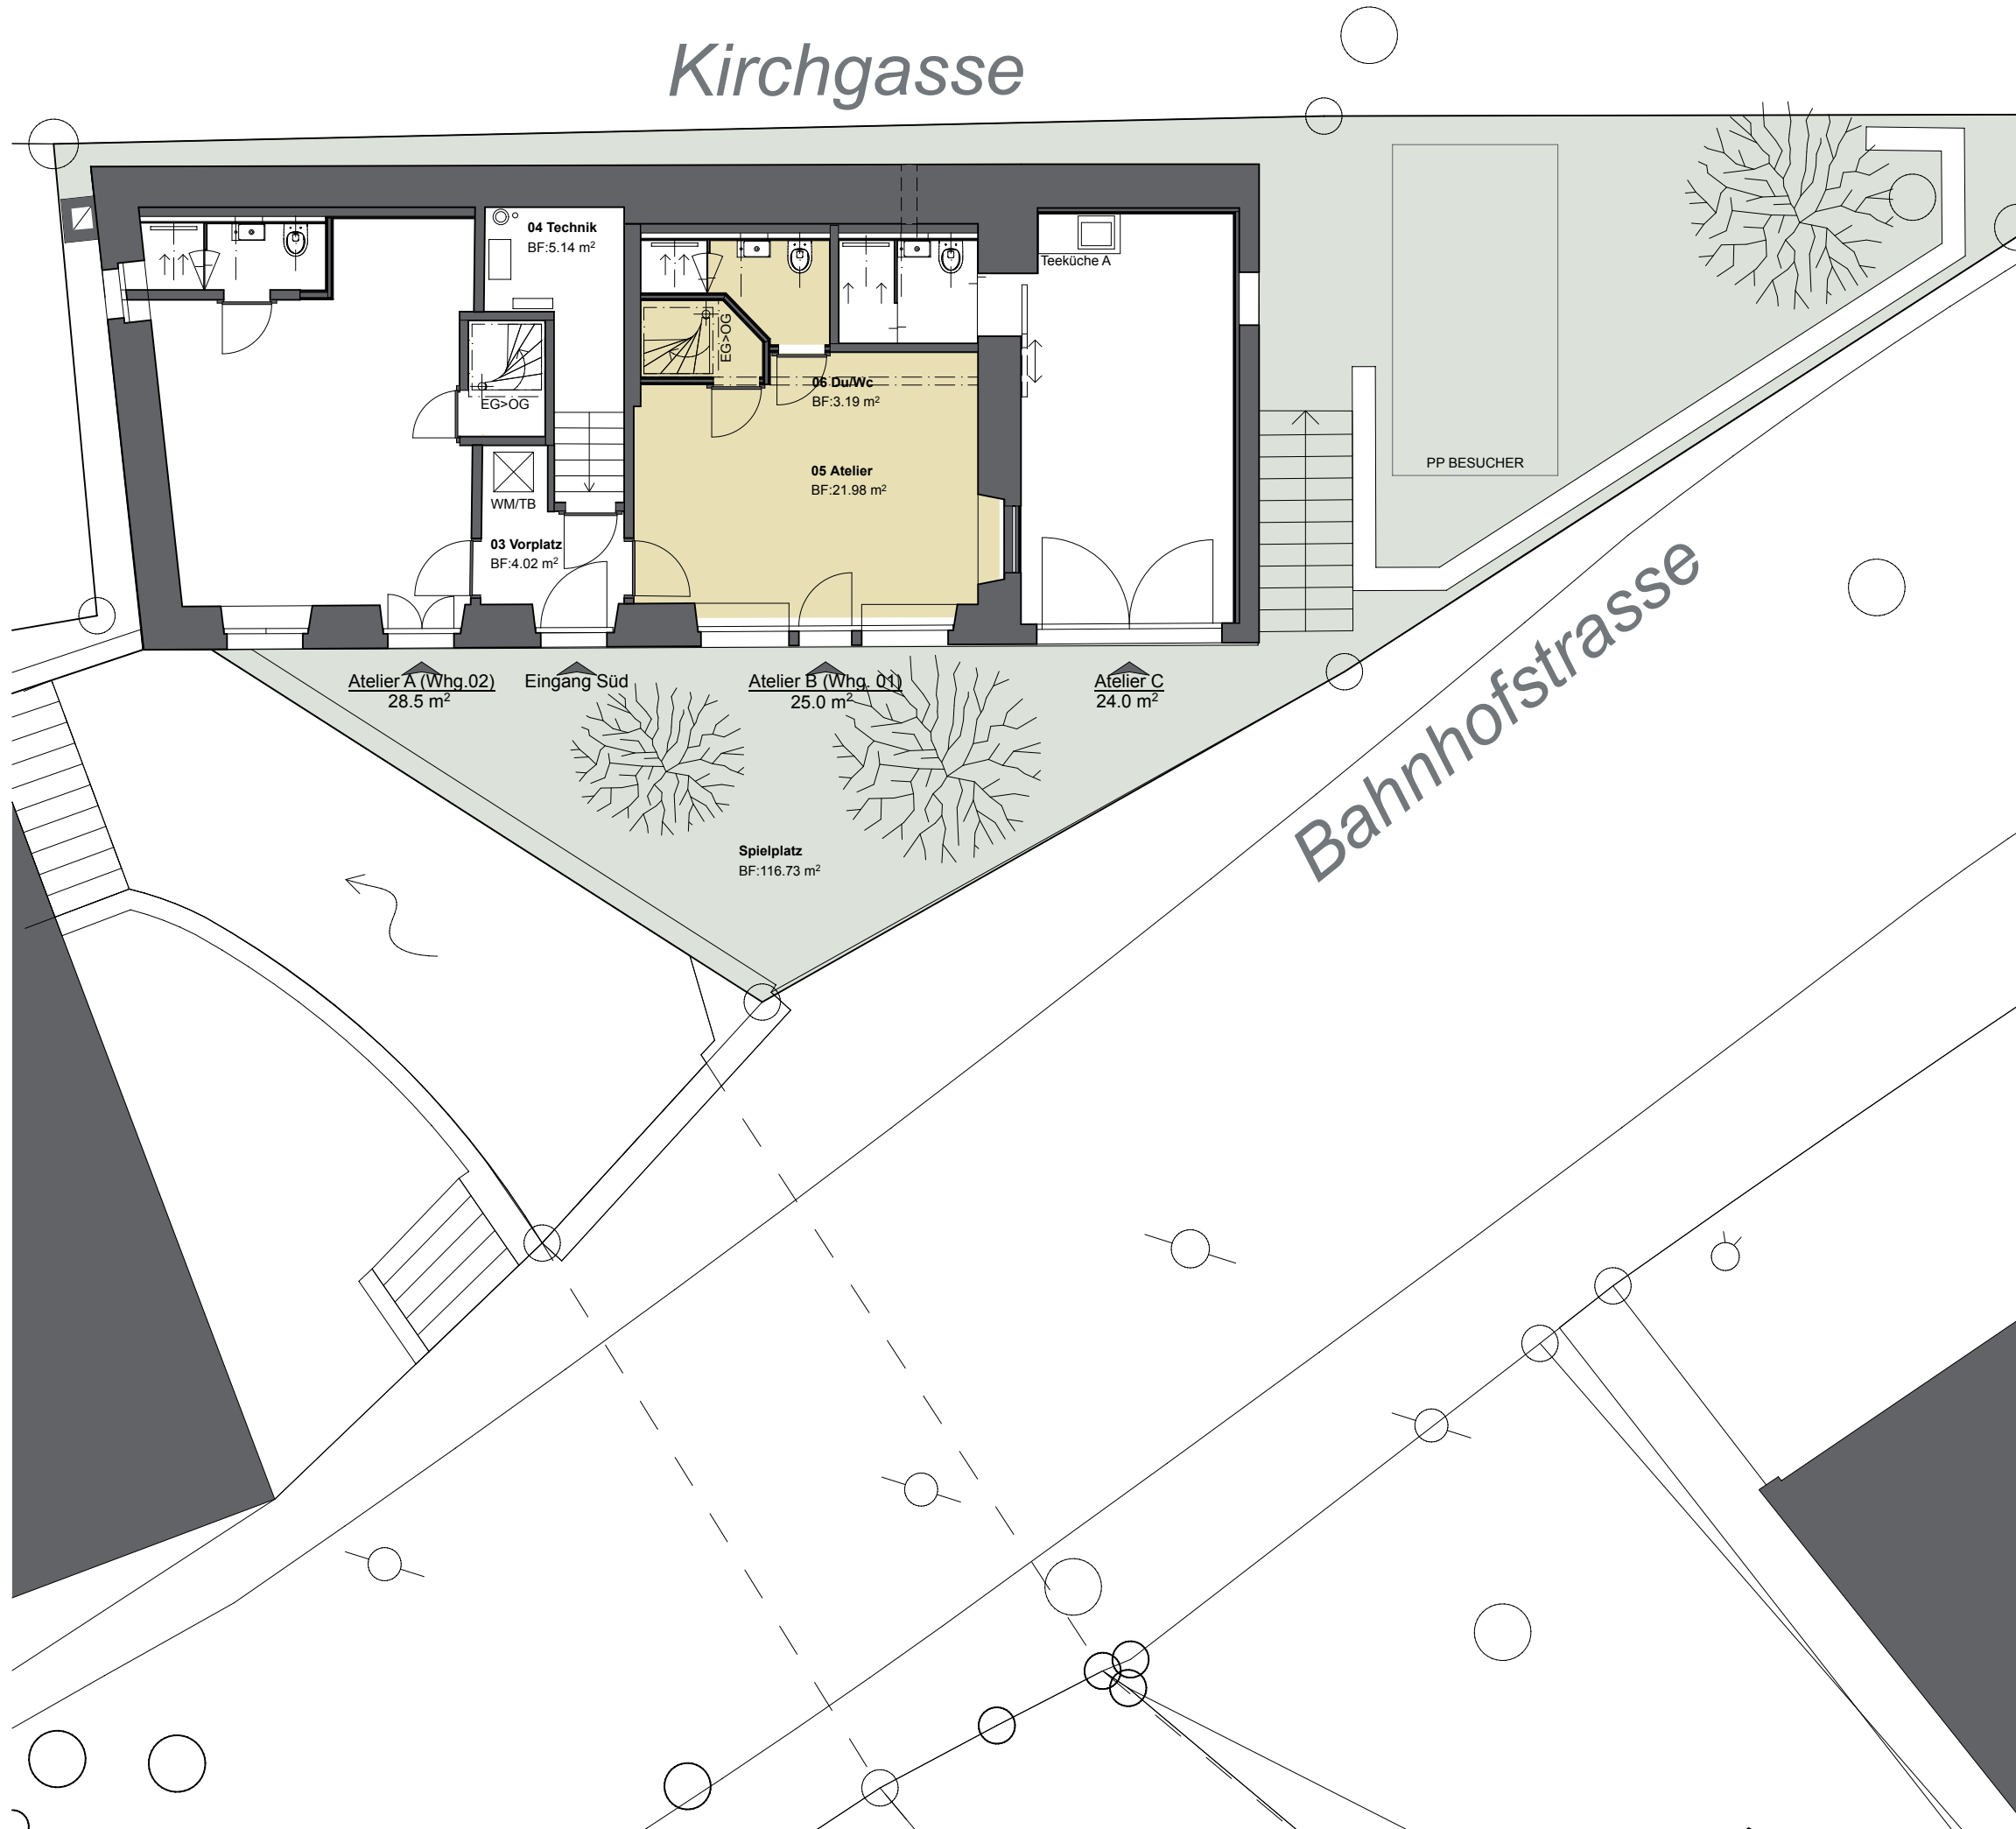 Kirchgasse
04 Technik
BF:5.14 m²
Teeküche A
EG>OG
EG>OG
06 Du/Wc
BF:3.19 m²
PP BESUCHER
05 Atelier
BF:21.98 m²
WM/TB
03 Vorplatz
BF:4.02 m²
Atelier A (Whg.02)
28.5 m²
Eingang Süd
Atelier B (Whg. 01)
25.0 m²
Atelier C
24.0 m²
Bahnhofstrasse
Spielplatz
BF:116.73 m²